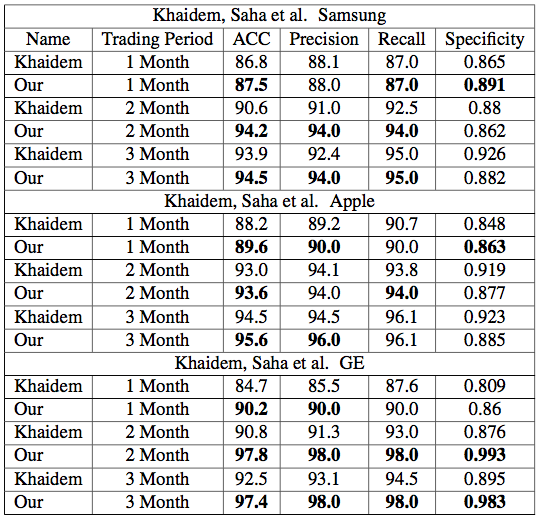 Khaidem, Saha et al. Samsung
Name Trading Period ACC Precision Recall Specificity
Khaidem 1 Month 86.8 88.1 87.0 0.865
Our 1 Month 87.5 88.0 87.0 0.891
Khaidem 2 Month 90.6 91.0 92.5 0.88
Our 2 Month 94.2 94.0 94.0 0.862
Khaidem 3 Month 93.9 92.4 95.0 0.926
Our 3 Month 94.5 94.0 95.0 0.882
Khaidem, Saha et al. Apple
Khaidem 1 Month 88.2 89.2 90.7 0.848
Our 1 Month 89.6 90.0 90.0 0.863
Khaidem 2 Month 93.0 94.1 93.8 0.919
Our 2 Month 93.6 94.0 94.0 0.877
Khaidem 3 Month 94.5 94.5 96.1 0.923
Our 3 Month 95.6 96.0 96.1 0.885
Khaidem, Saha et al. GE
Khaidem 1 Month 84.7 85.5 87.6 0.809
Our 1 Month 90.2 90.0 90.0 0.86
Khaidem 2 Month 90.8 91.3 93.0 0.876
Our 2 Month 97.8 98.0 98.0 0.993
Khaidem 3 Month 92.5 93.1 94.5 0.895
Our 3 Month 97.4 98.0 98.0 0.983